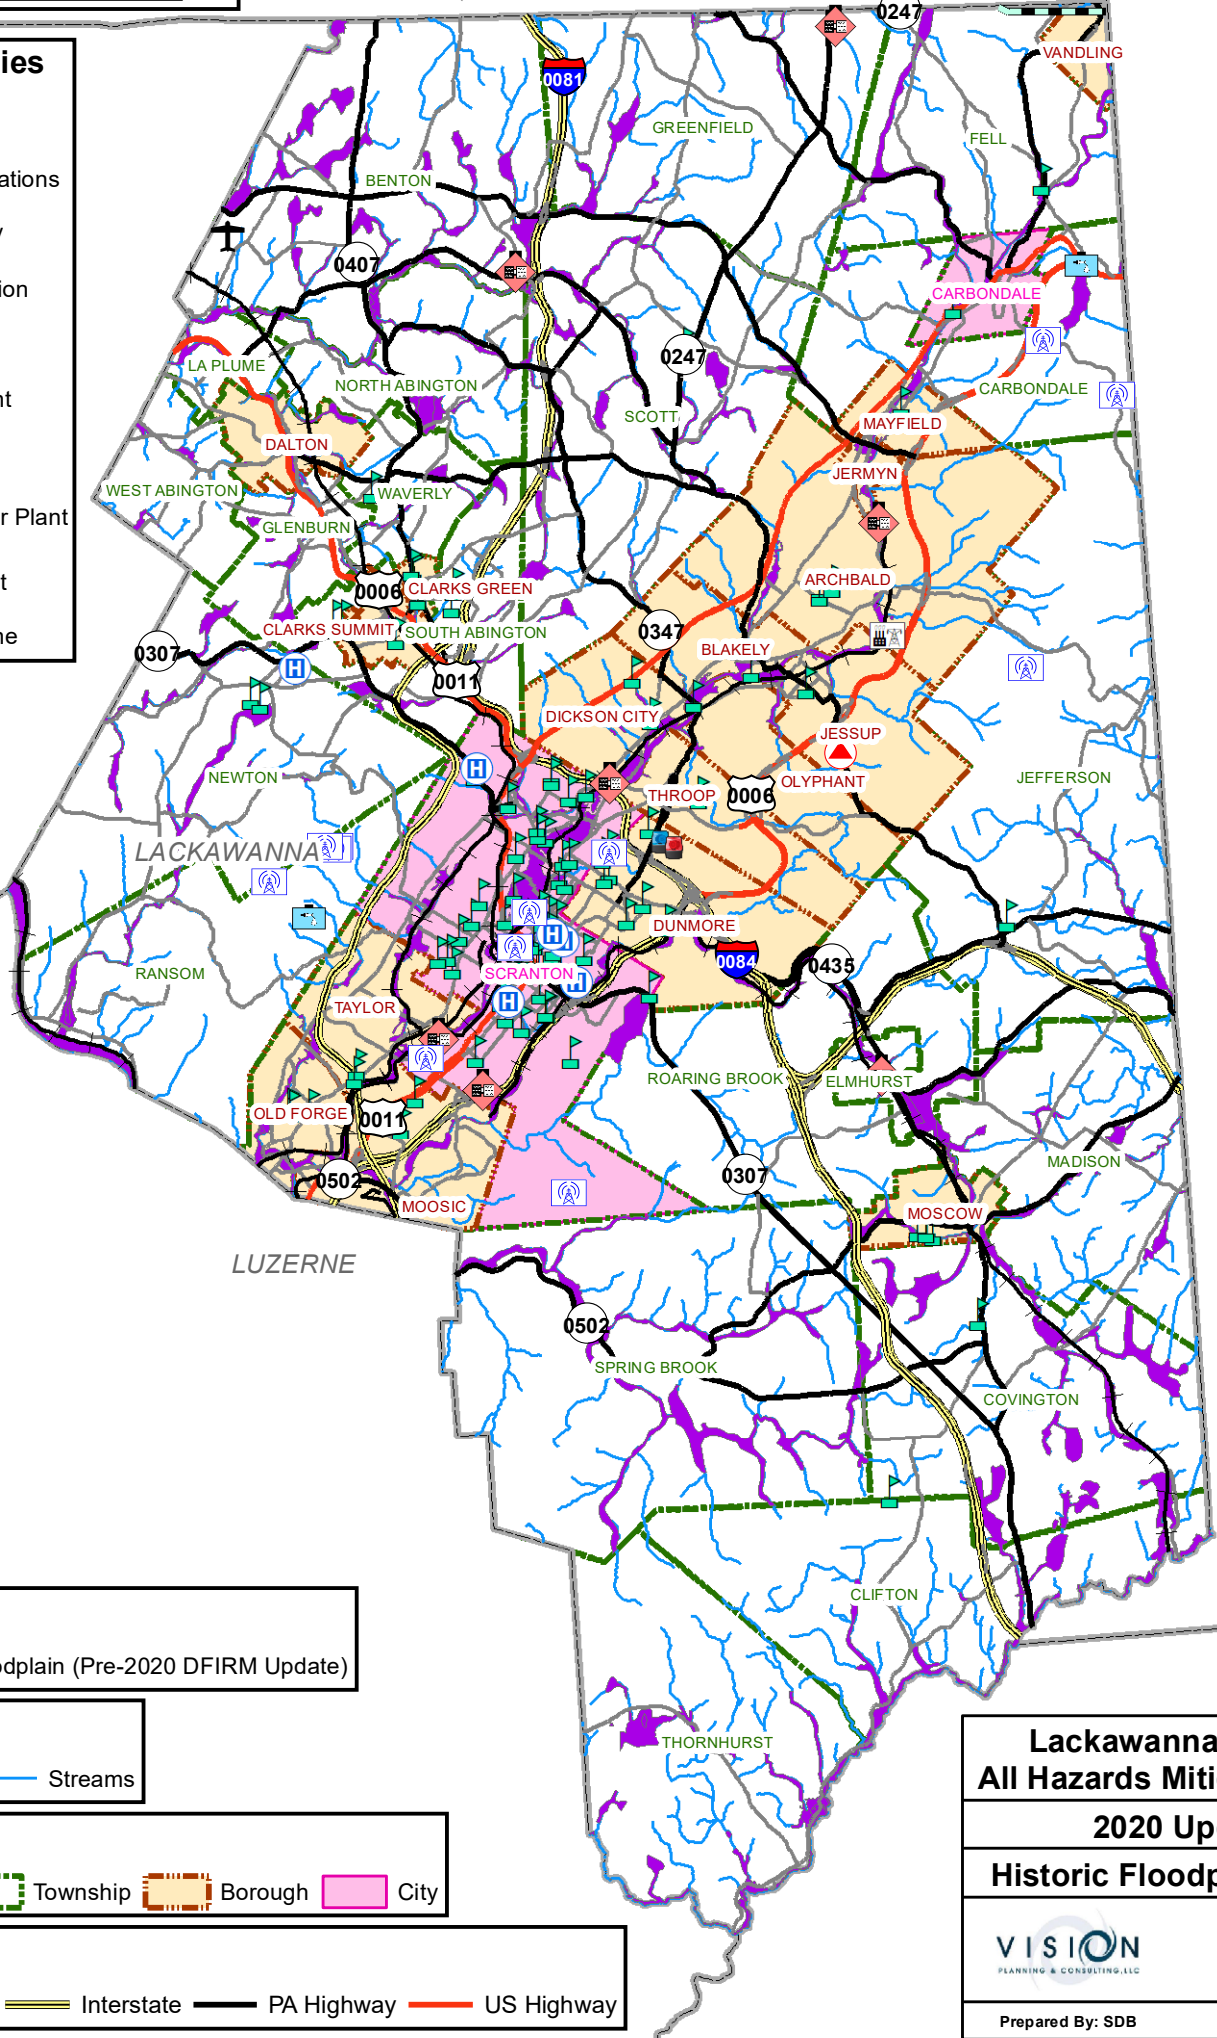 ies
ations
y
ion
nt
r Plant
t
ne
0247
VANDLING
0081
GREENFIELD
FELL
BENTON
0407
CARBONDALE
0247
LA PLUME
NORTH ABINGTON
CARBONDALE
SCOTT
MAYFIELD
DALTON
JERMYN
WEST ABINGTON
WAVERLY
GLENBURN
ARCHBALD
0006
CLARKS GREEN
CLARKS SUMMIT
SOUTH ABINGTON
0347
0307
BLAKELY
0011
DICKSON CITY
JESSUP
NEWTON
OLYPHANT
JEFFERSON
THROOP
0006
LACKAWANNA
DUNMORE
0084
0435
RANSOM
SCRANTON
TAYLOR
ROARING BROOK
ELMHURST
OLD FORGE
0011
MADISON
0502
0307
MOOSIC
MOSCOW
LUZERNE
0502
SPRING BROOK
COVINGTON
CLIFTON
THORNHURST
odplain (Pre-2020 DFIRM Update)
Streams
Township Borough City
Interstate PA Highway US Highway
Lackawanna
All Hazards Miti
2020 Up
Historic Floodp
VISION
PLANNING & CONSULTING, LLC
Prepared By: SDB
H
H
H
H
H